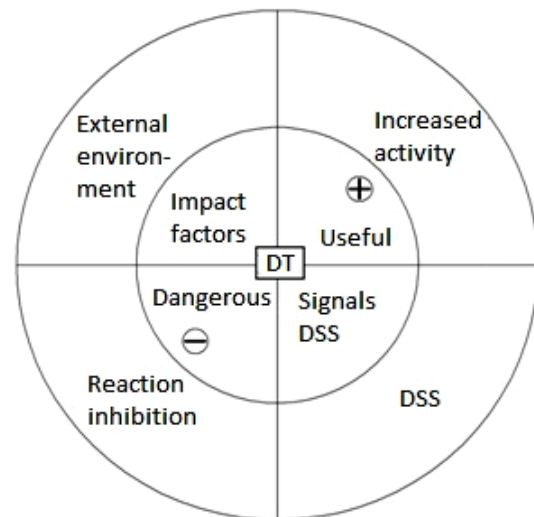 External
environ-
ment
Increased
activity
Impact
factors
+
Useful
DT
Dangerous
−
Signals
DSS
Reaction
inhibition
DSS